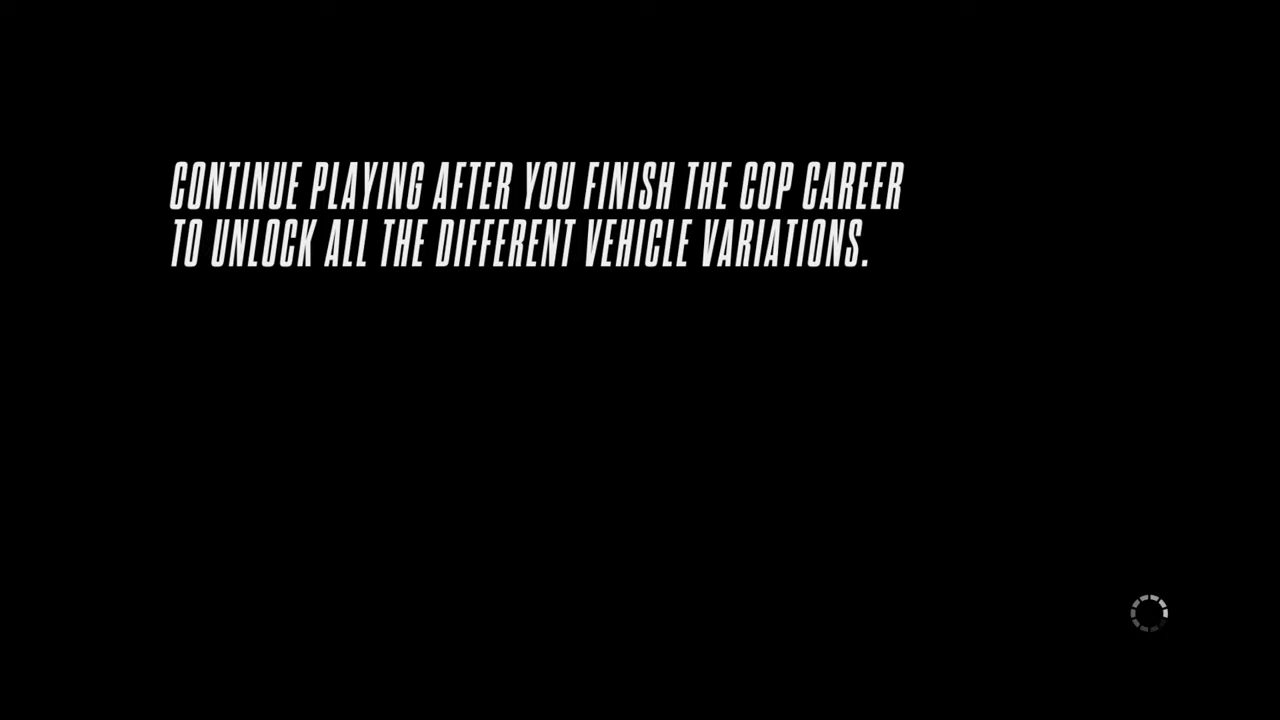 CONTINUE PLAYING AFTER YOU FINISH THE COP CAREER
TO UNLOCK ALL THE DIFFERENT VEHICLE VARIATIONS.